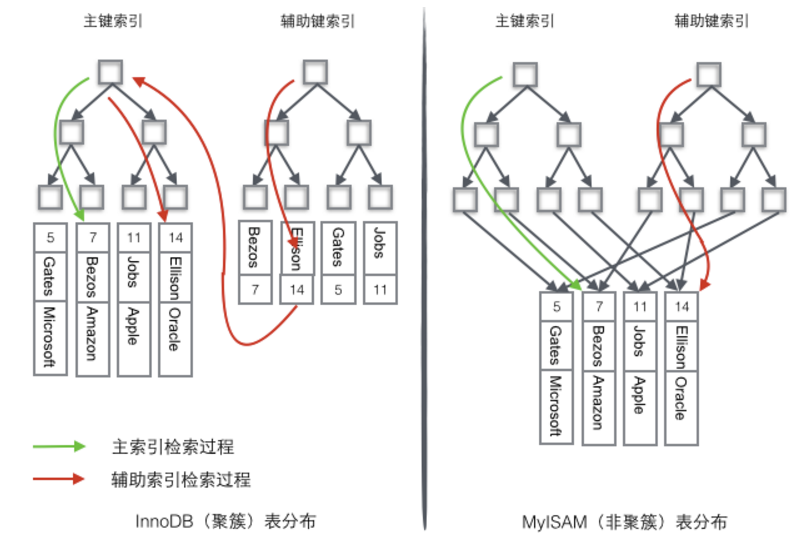 主键索引
辅助键索引
主键索引
辅助键索引
5
Gates
Microsoft
7
Bezos
Amazon
11
Jobs
Apple
14
Ellison
Oracle
Bezos
7
Ellison
14
Gates
5
Jobs
11
5
Gates
Microsoft
7
Bezos
Amazon
11
Jobs
Apple
14
Ellison
Oracle
主索引检索过程
辅助索引检索过程
InnoDB（聚簇）表分布
MyISAM（非聚簇）表分布